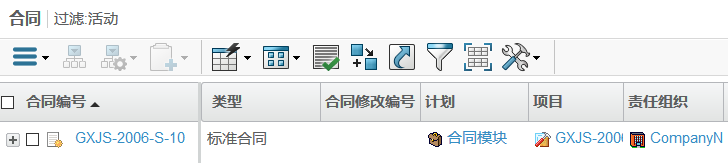 合同 过滤:活动
合同编号 类型 合同修改编号 计划 项目 责任组织
GXJS-2006-S-10 标准合同 合同模块 GXJS-200 CompanyN